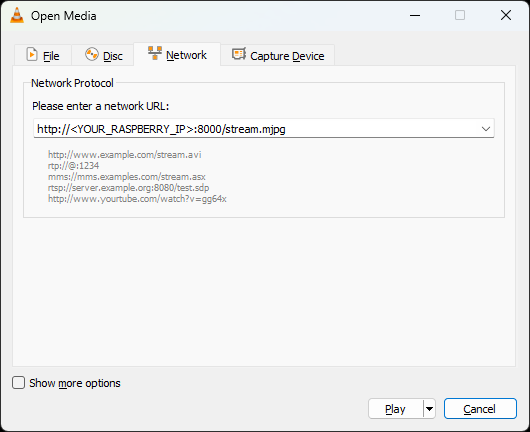 Open Media
File
Disc
Network
Capture Device
Network Protocol
Please enter a network URL:
http://<YOUR_RASPBERRY_IP>:8000/stream.mjpg
http://www.example.com/stream.avi
rtp://@:1234
mms://mms.examples.com/stream.asx
rtsp://server.example.org:8080/test.sdp
http://www.yourtube.com/watch?v=gg64x
Show more options
Play
Cancel